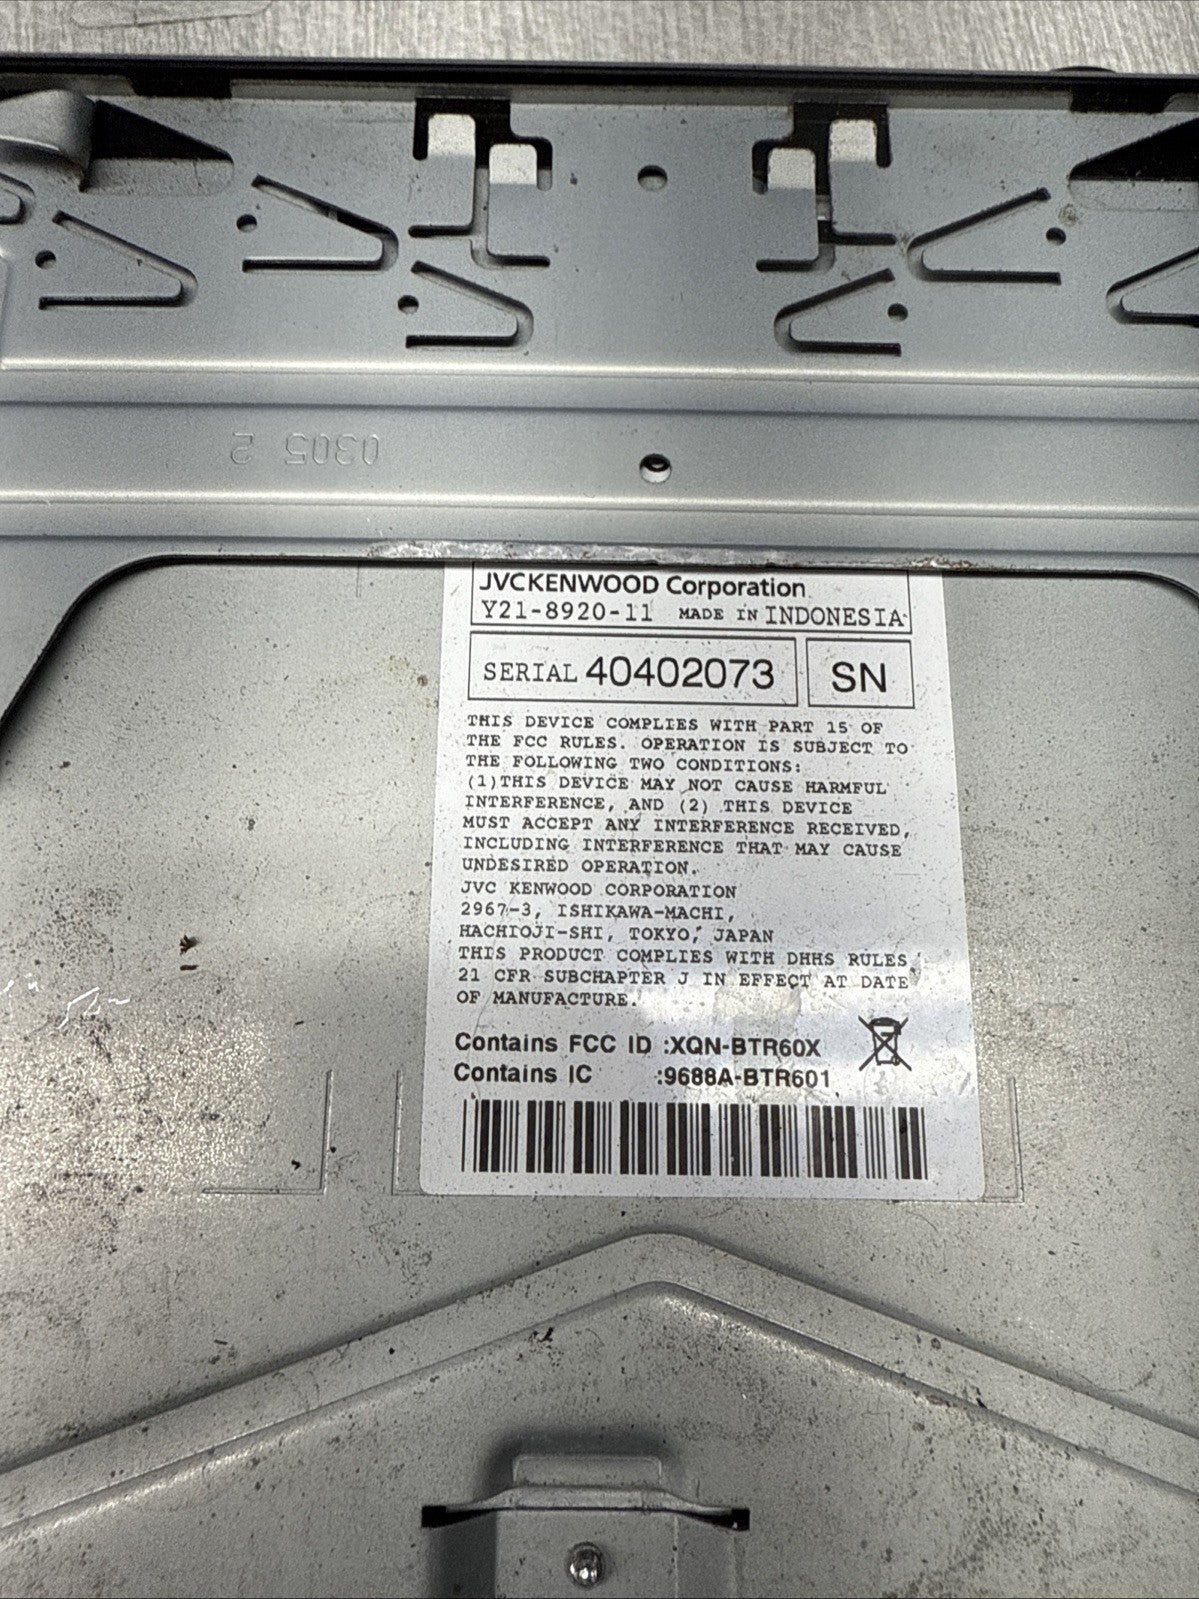 0305 2
JVCKENWOOD Corporation
Y21-8920-11 MADE IN INDONESIA
SERIAL 40402073 SN
THIS DEVICE COMPLIES WITH PART 15 OF
THE FCC RULES. OPERATION IS SUBJECT TO
THE FOLLOWING TWO CONDITIONS:
(1)THIS DEVICE MAY NOT CAUSE HARMFUL
INTERFERENCE, AND (2) THIS DEVICE
MUST ACCEPT ANY INTERFERENCE RECEIVED,
INCLUDING INTERFERENCE THAT MAY CAUSE
UNDESIRED OPERATION.
JVC KENWOOD CORPORATION
2967-3, ISHIKAWA-MACHI,
HACHIOJI-SHI, TOKYO, JAPAN
THIS PRODUCT COMPLIES WITH DHHS RULES
21 CFR SUBCHAPTER J IN EFFECT AT DATE
OF MANUFACTURE.
Contains FCC ID :XQN-BTR60X
Contains IC :9688A-BTR601